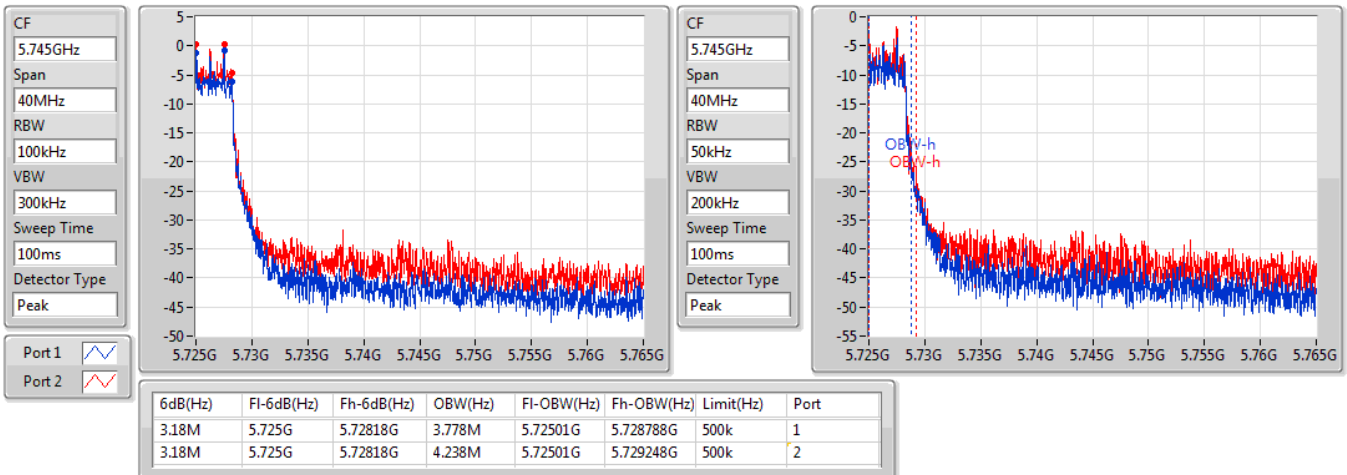 CF
5.745GHz
Span
40MHz
RBW
100kHz
VBW
300kHz
Sweep Time
100ms
Detector Type
Peak
Port 1
Port 2
5
0
-5
-10
-15
-20
-25
-30
-35
-40
-45
-50
5.725G 5.73G 5.735G 5.74G 5.745G 5.75G 5.755G 5.76G 5.765G
CF
5.745GHz
Span
40MHz
RBW
50kHz
VBW
200kHz
Sweep Time
100ms
Detector Type
Peak
5
0
-5
-10
-15
-20
-25
-30
-35
-40
-45
-50
-55
OBW-h
OBW-h
5.725G 5.73G 5.735G 5.74G 5.745G 5.75G 5.755G 5.76G 5.765G
6dB(Hz) Fl-6dB(Hz) Fh-6dB(Hz) OBW(Hz) Fl-OBW(Hz) Fh-OBW(Hz) Limit(Hz) Port
3.18M 5.725G 5.72818G 3.778M 5.72501G 5.728788G 500k 1
3.18M 5.725G 5.72818G 4.238M 5.72501G 5.729248G 500k 2